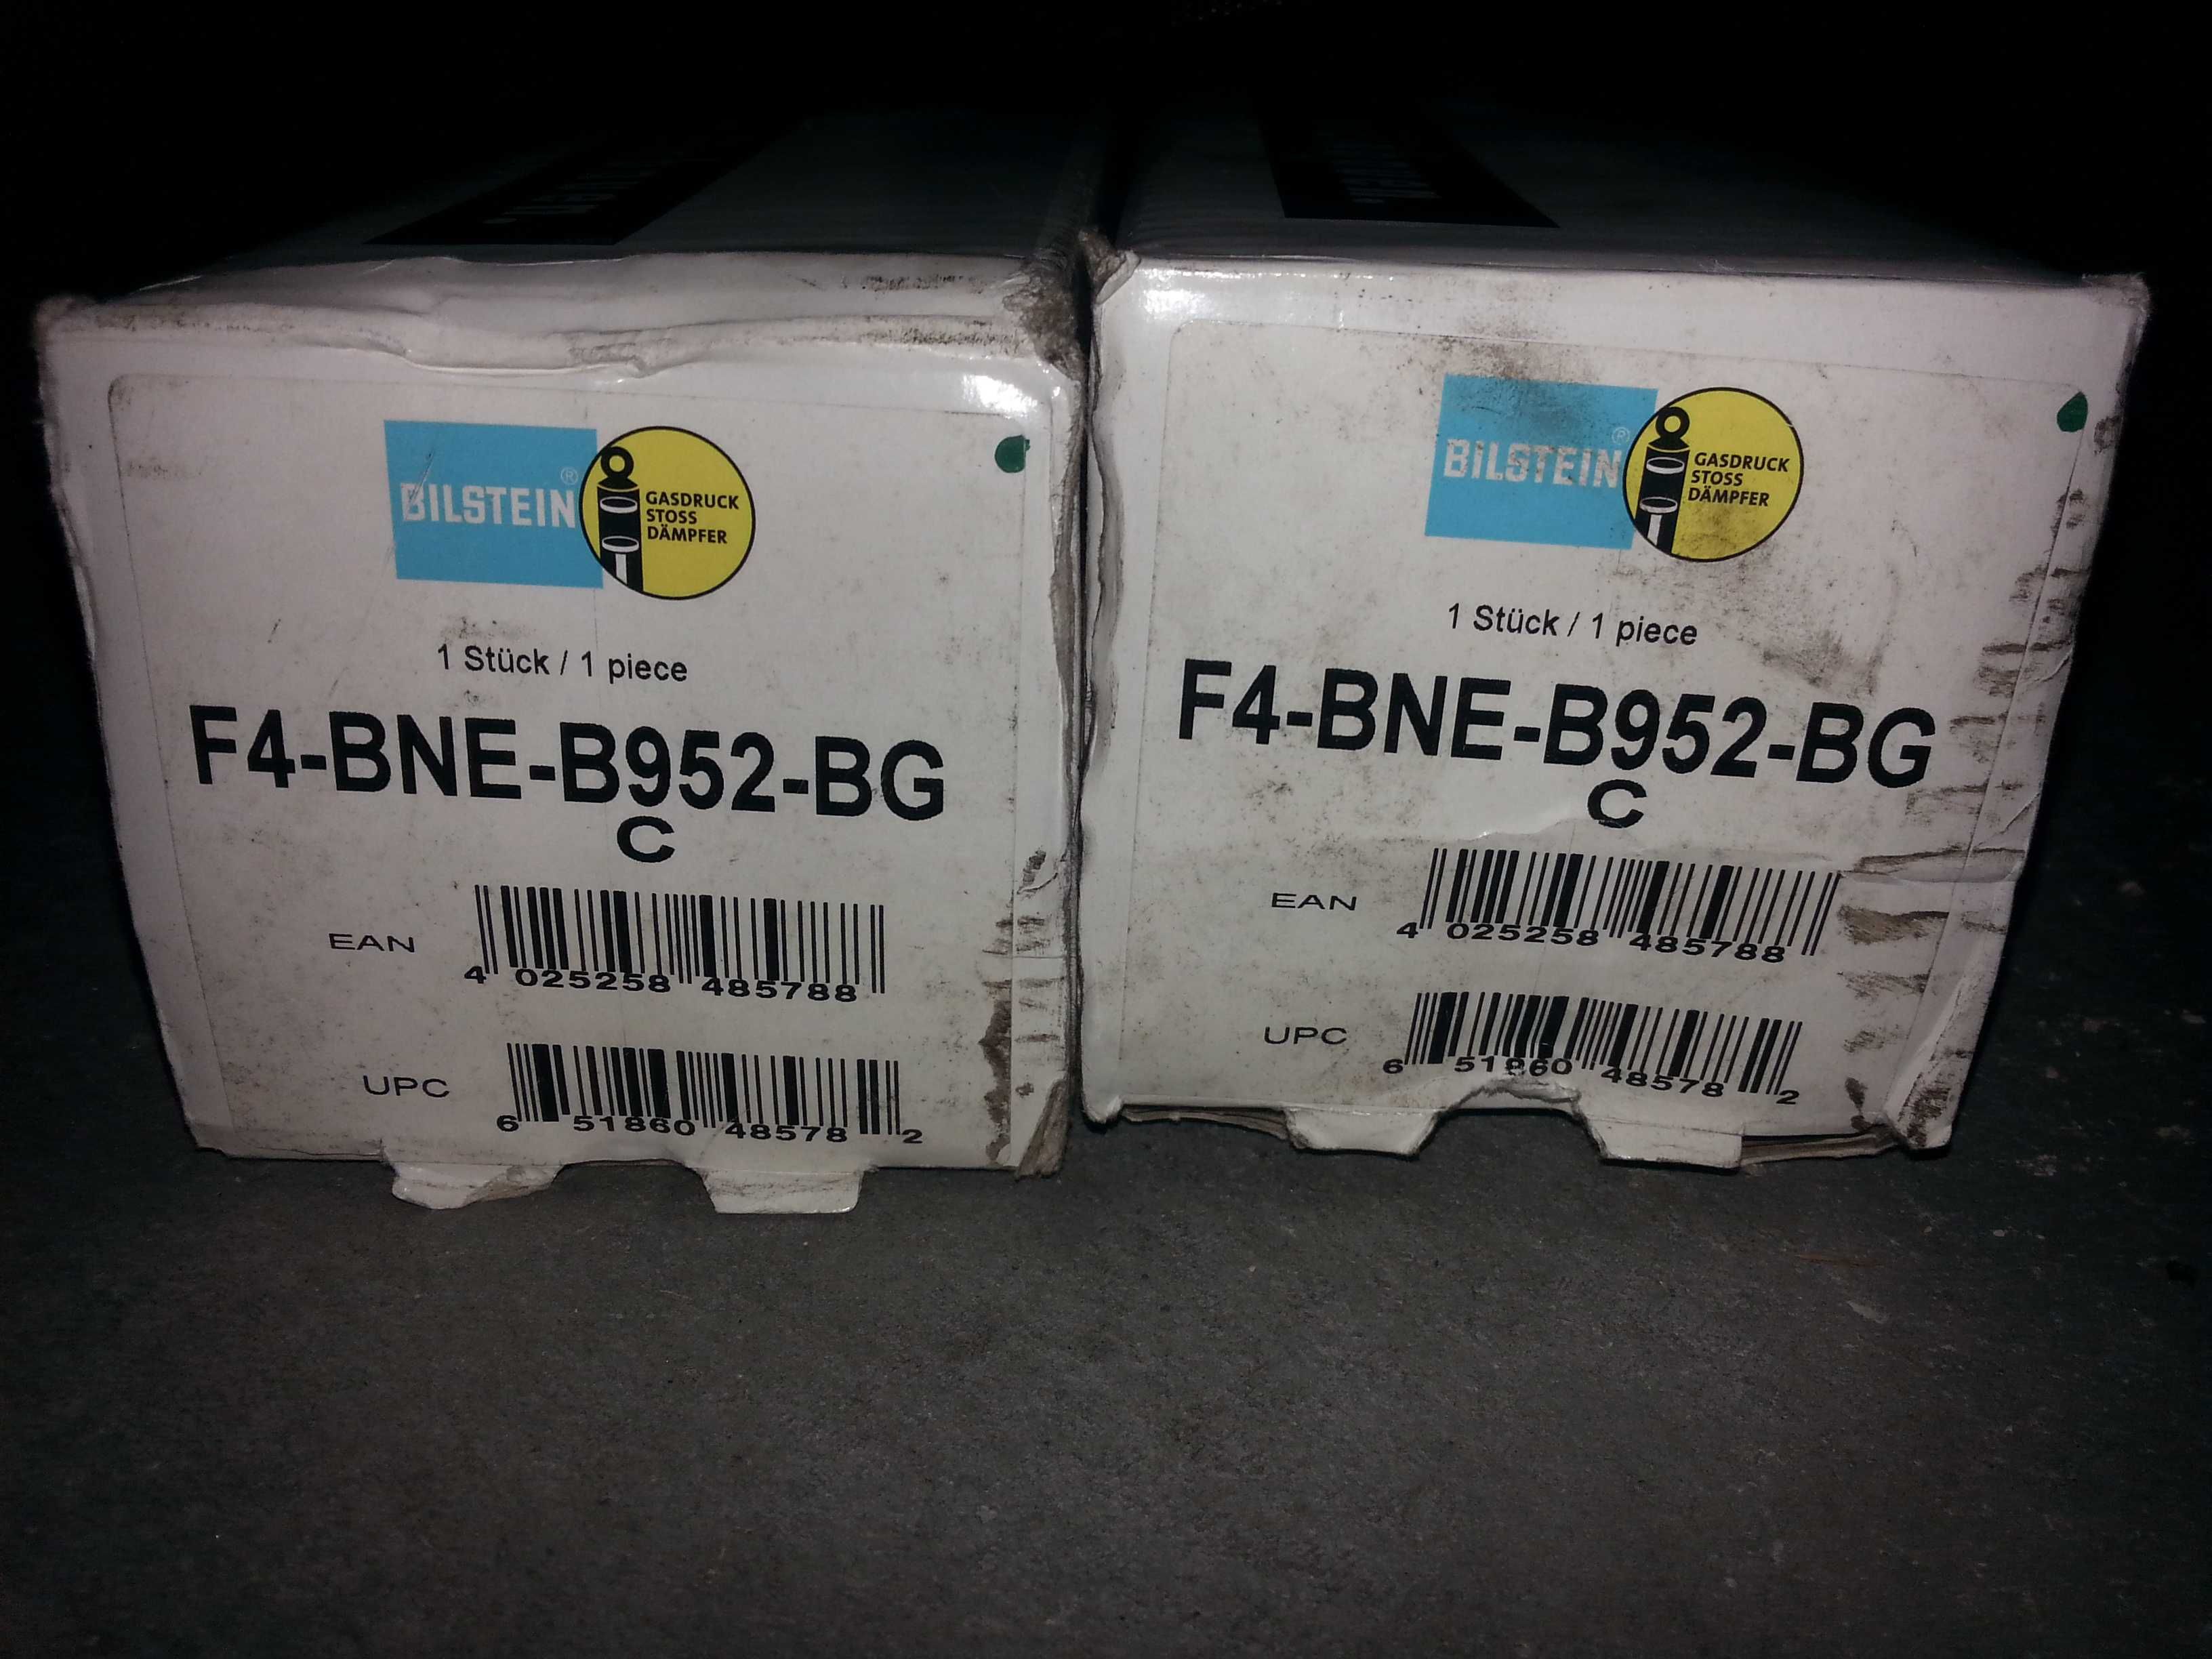 BILSTEIN®
GASDRUCK
STOSS
DÄMPFER
1 Stück / 1 piece
F4-BNE-B952-BG
C
EAN
4 025258 485788
UPC
6 51860 48578 2
BILSTEIN®
GASDRUCK
STOSS
DÄMPFER
1 Stück / 1 piece
F4-BNE-B952-BG
C
EAN
4 025258 485788
UPC
6 51860 48578 2